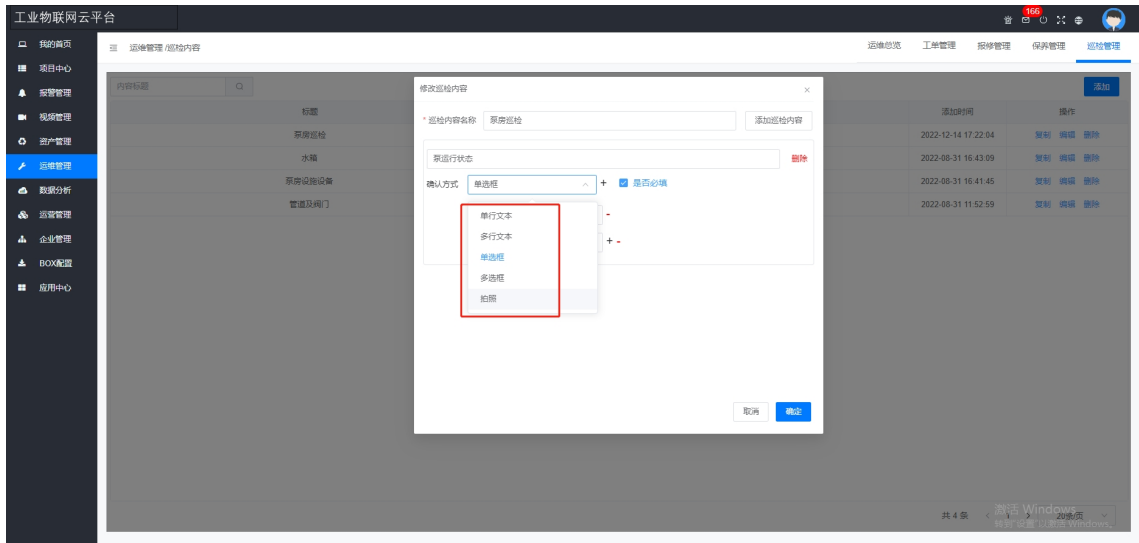 工业物联网云平台
166
我的首页
项目中心
报警管理
视频管理
资产管理
运维管理
数据分析
运营管理
企业管理
BOX配置
应用中心
运维管理 /巡检内容
运维总览 工单管理 报修管理 保养管理 巡检管理
内容标题
添加
标题 添加时间 操作
泵房巡检 2022-12-14 17:22:04 复制 编辑 删除
水箱 2022-08-31 16:43:09 复制 编辑 删除
泵房设施设备 2022-08-31 16:41:45 复制 编辑 删除
管道及阀门 2022-08-31 11:52:59 复制 编辑 删除
修改巡检内容 ×
* 巡检内容名称 泵房巡检 添加巡检内容
泵运行状态 删除
确认方式 单选框 + 是否必填
单行文本 -
多行文本 + -
单选框
多选框
拍照
取消 确定
共 4 条 < 1 > 20条/页
激活 Windows
转到"设置"以激活 Windows。